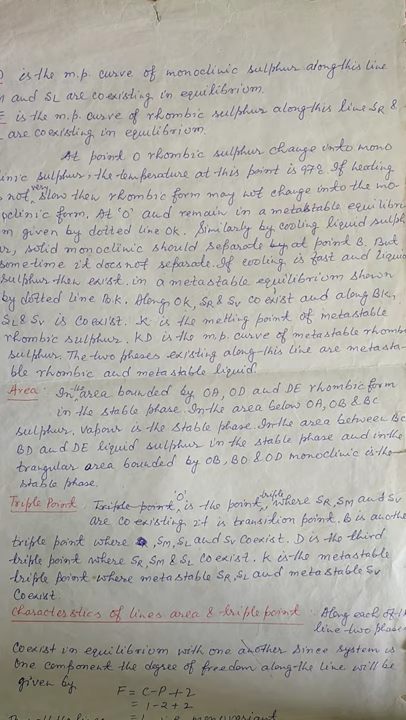 is the m.p. curve of monoclinic sulphur along this line
and SL are coexisting in equilibrium.
is the m.p. curve of rhombic sulphur along this line SR &
are coexisting in equilibrium.
At point O rhombic sulphur change into mono
inic sulphur, the temperature at this point is 97°C. If heating
not, very slow then rhombic form may not change into the mo-
oclinic form. At 'O' and remain in a metastable equilibri
m given by dotted line OK. Similarly by cooling liquid sulph
ur, solid monoclinic should separate at point B. But
sometime it does not separate. If cooling is fast and liquid
sulphur then exist in a metastable equilibrium shown
by dotted line BK. Along OK, SR & SV co exist and along BK,
SL & SV is coexist. K is the melting point of metastable
rhombic sulphur. KD is the m.p. curve of metastable rhomb
sulphur. The two phases existing along this line are metasta-
ble rhombic and metastable liquid.
Area: In the area bounded by OA, OD and DE rhombic form
in the stable phase. In the area below OA, OB & BC
sulphur. vapour is the stable phase. In the area between BC
BD and DE liquid sulphur in the stable phase and in the
trangular area bounded by OB, BD & OD monoclinic is the
stable phase.
Triple Point: Triple point, 'O', is the point, triple where SR, SM and SV
are co existing it is transition point. B is anothe
triple point where SM, SL and SV coexist. D is the third
triple point where SR SM & SL coexist. K is the metastable
triple point where metastable SR, SL and metastable SV
Coexist.
Characteristics of lines area & triple point: Along each of th
line two phase
Coexist in equilibrium with one another since system is
One component the degree of freedom along the line will be
given by F = C-P+2
= 1-2+2